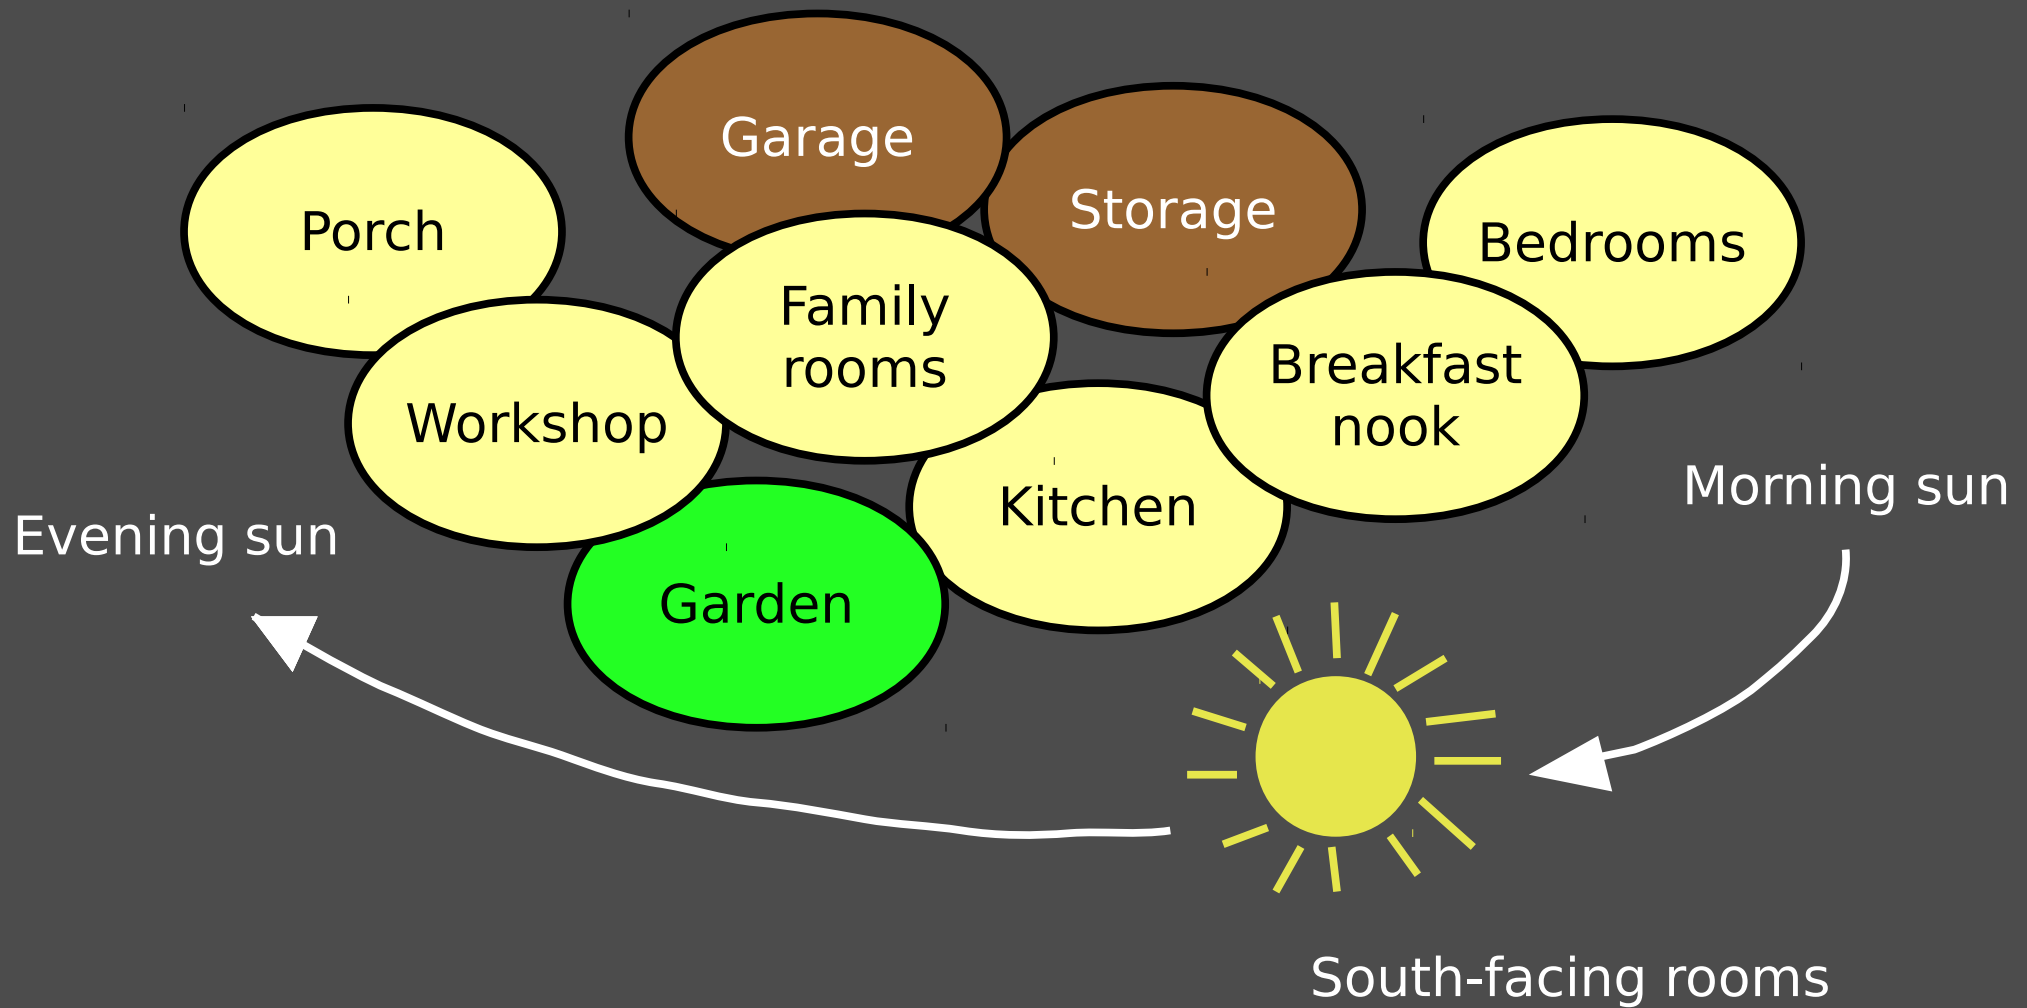 Garage
Storage
Porch
Bedrooms
Family
rooms
Breakfast
nook
Workshop
Kitchen
Morning sun
Evening sun
Garden
South-facing rooms